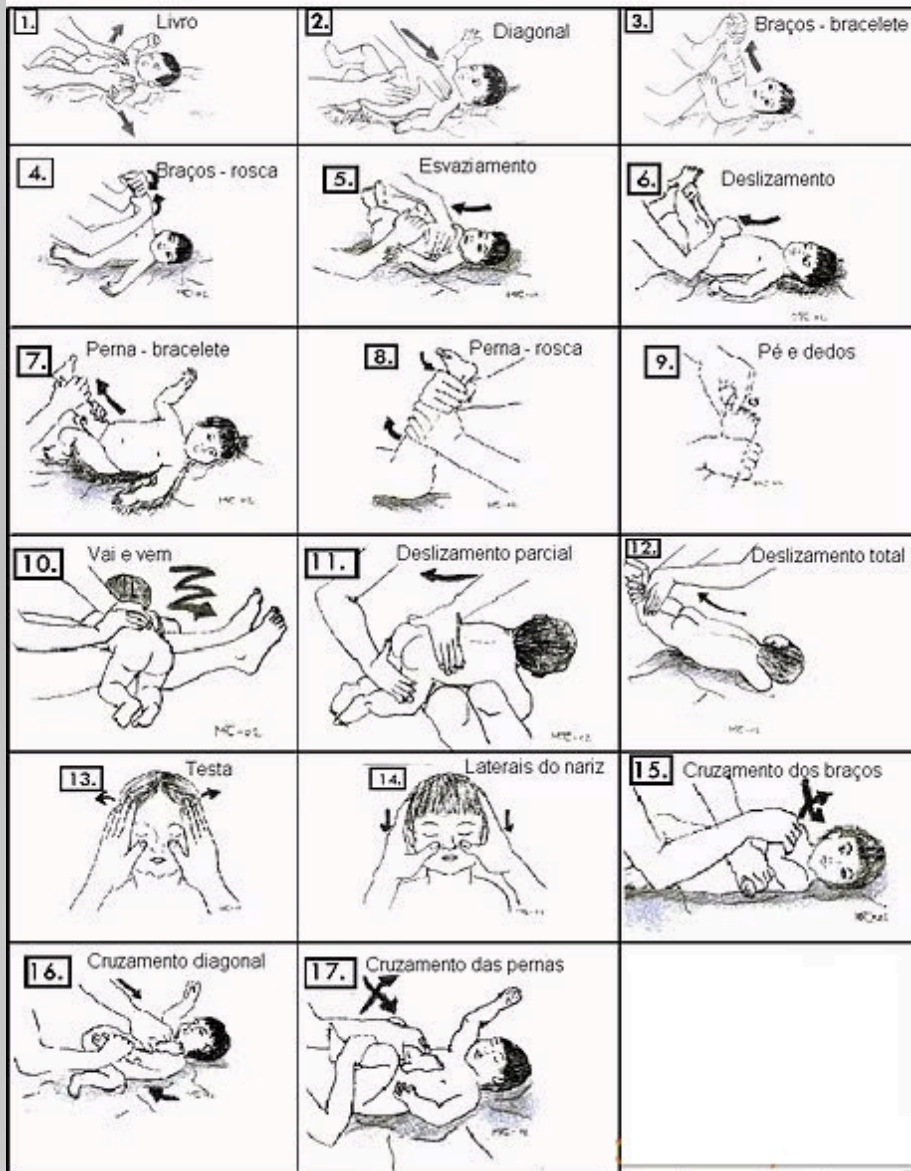 1. Livro
2. Diagonal
3. Braços - bracelete
4. Braços - rosca
5. Esvaziamento
6. Deslizamento
7. Perna - bracelete
8. Perna - rosca
9. Pé e dedos
10. Vai e vem
11. Deslizamento parcial
12. Deslizamento total
13. Testa
14. Laterais do nariz
15. Cruzamento dos braços
16. Cruzamento diagonal
17. Cruzamento das pernas